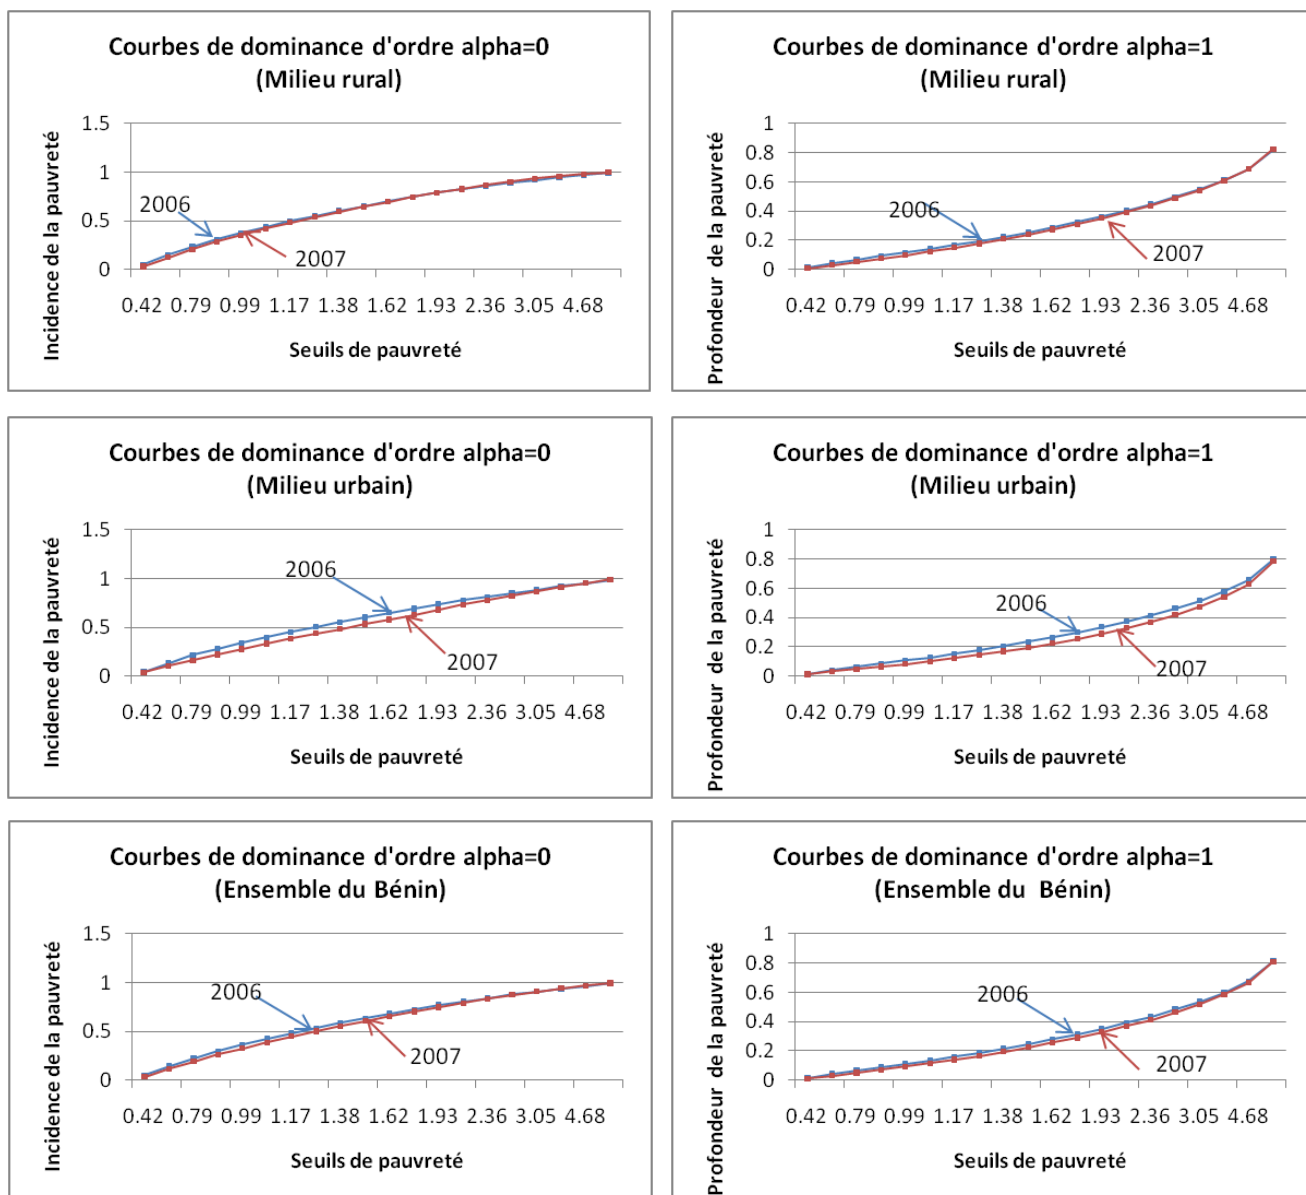 Courbes de dominance d'ordre alpha=0
(Milieu rural)
Incidence de la pauvreté
1.5
1
0.5
0
2006
2007
0.42 0.79 0.99 1.17 1.38 1.62 1.93 2.36 3.05 4.68
Seuils de pauvreté
Courbes de dominance d'ordre alpha=1
(Milieu rural)
Profondeur de la pauvreté
1
0.8
0.6
0.4
0.2
0
2006
2007
0.42 0.79 0.99 1.17 1.38 1.62 1.93 2.36 3.05 4.68
Seuils de pauvreté
Courbes de dominance d'ordre alpha=0
(Milieu urbain)
Incidence de la pauvreté
1.5
1
0.5
0
2006
2007
0.42 0.79 0.99 1.17 1.38 1.62 1.93 2.36 3.05 4.68
Seuils de pauvreté
Courbes de dominance d'ordre alpha=1
(Milieu urbain)
Profondeur de la pauvreté
1
0.8
0.6
0.4
0.2
0
2006
2007
0.42 0.79 0.99 1.17 1.38 1.62 1.93 2.36 3.05 4.68
Seuils de pauvreté
Courbes de dominance d'ordre alpha=0
(Ensemble du Bénin)
Incidence de la pauvreté
1.5
1
0.5
0
2006
2007
0.42 0.79 0.99 1.17 1.38 1.62 1.93 2.36 3.05 4.68
Seuils de pauvreté
Courbes de dominance d'ordre alpha=1
(Ensemble du Bénin)
Profondeur de la pauvreté
1
0.8
0.6
0.4
0.2
0
2006
2007
0.42 0.79 0.99 1.17 1.38 1.62 1.93 2.36 3.05 4.68
Seuils de pauvreté